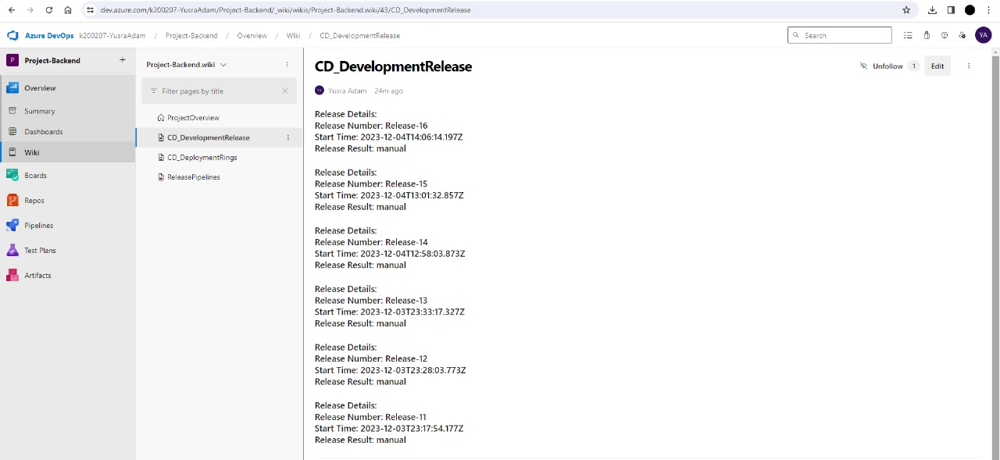 dev.azure.com/k200207-YusraAdam/Project-Backend/_wiki/wikis/Project-Backend.wiki/43/CD_DevelopmentRelease
Azure DevOps k200207-YusraAdam / Project-Backend / Overview / Wiki / CD_DevelopmentRelease
Search
YA
P Project-Backend +
Overview
Summary
Dashboards
Wiki
Boards
Repos
Pipelines
Test Plans
Artifacts
Project-Backend.wiki
Filter pages by title
ProjectOverview
CD_DevelopmentRelease
CD_DeploymentRings
ReleasePipelines
CD_DevelopmentRelease
Unfollow 1 Edit
YA Yusra Adam 24m ago
Release Details:
Release Number: Release-16
Start Time: 2023-12-04T14:06:14.197Z
Release Result: manual
Release Details:
Release Number: Release-15
Start Time: 2023-12-04T13:01:32.857Z
Release Result: manual
Release Details:
Release Number: Release-14
Start Time: 2023-12-04T12:58:03.873Z
Release Result: manual
Release Details:
Release Number: Release-13
Start Time: 2023-12-03T23:33:17.327Z
Release Result: manual
Release Details:
Release Number: Release-12
Start Time: 2023-12-03T23:28:03.773Z
Release Result: manual
Release Details:
Release Number: Release-11
Start Time: 2023-12-03T23:17:54.177Z
Release Result: manual